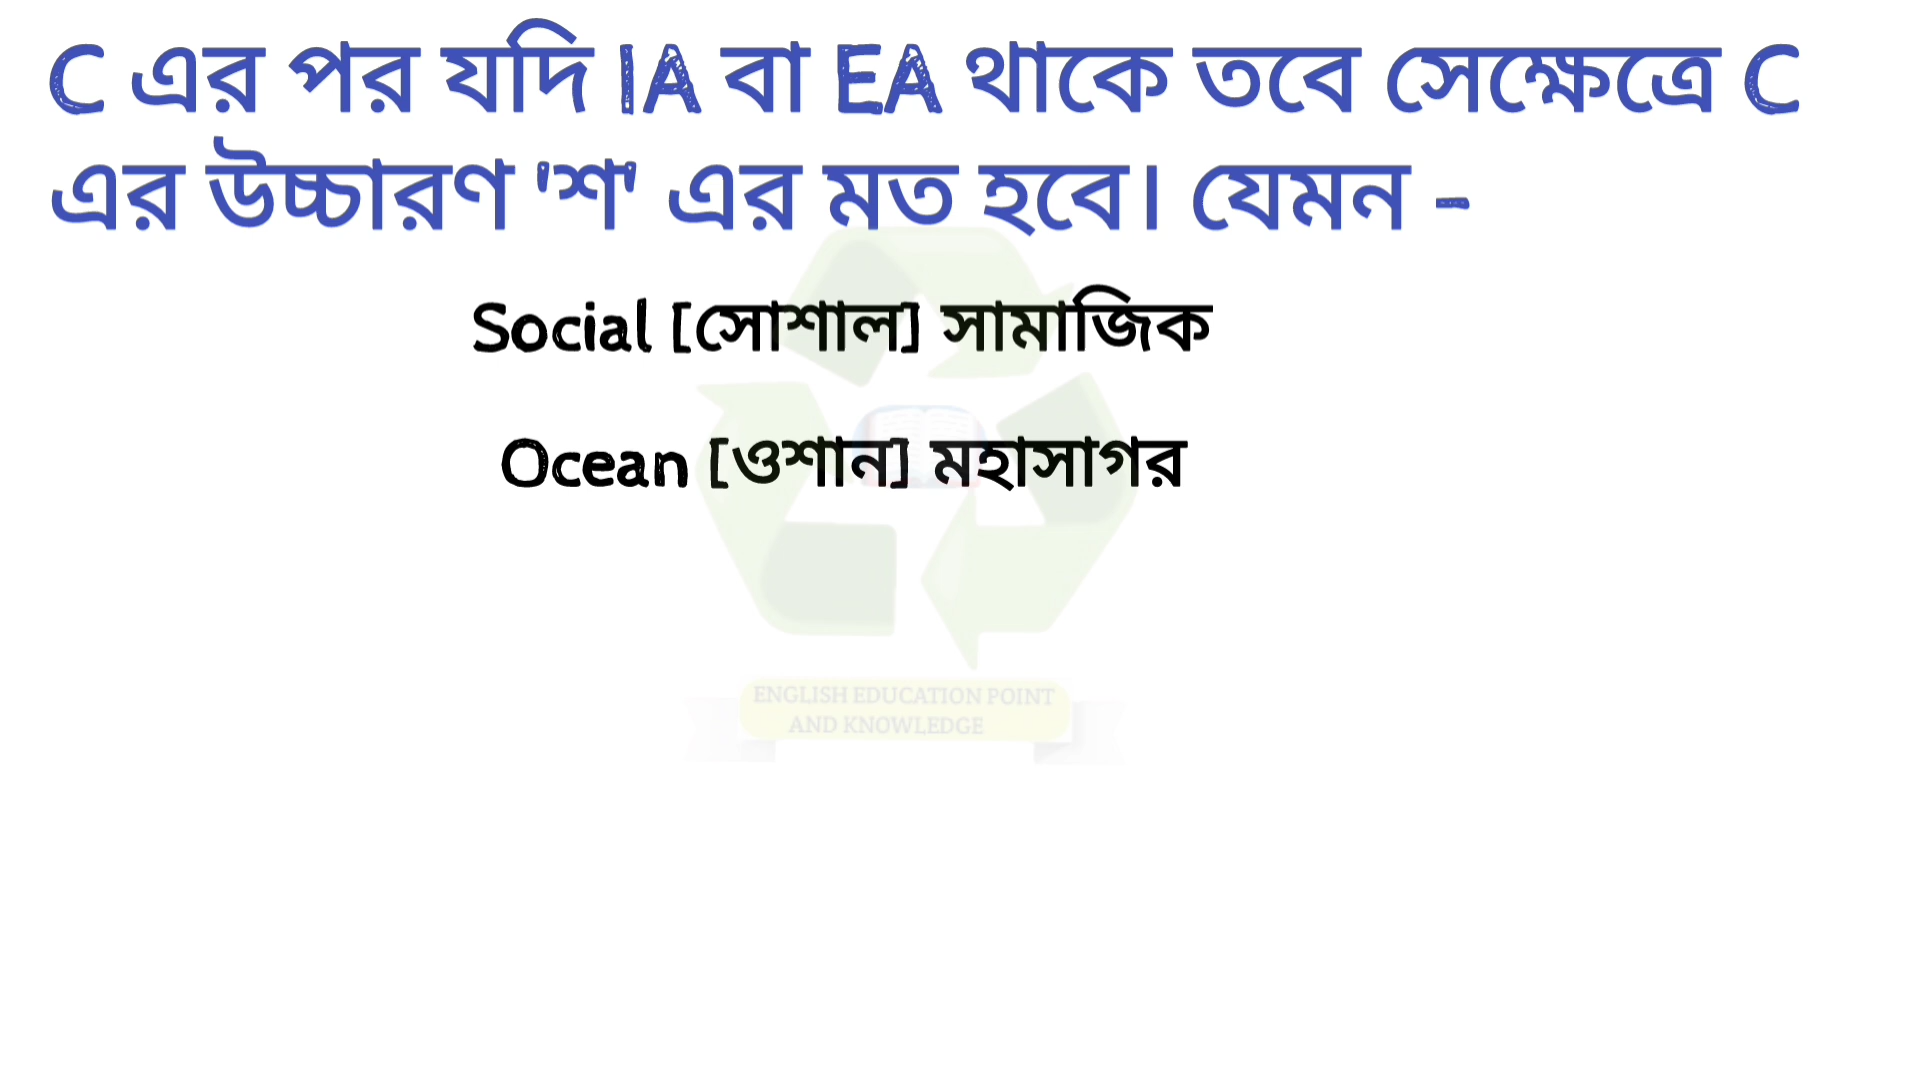 C এর পর যদি IA বা EA থাকে তবে সেক্ষেত্রে C
এর উচ্চারণ 'শ' এর মত হবে। যেমন -
Social [সোশাল] সামাজিক
Ocean [ওশান] মহাসাগর
ENGLISH EDUCATION POINT
AND KNOWLEDGE